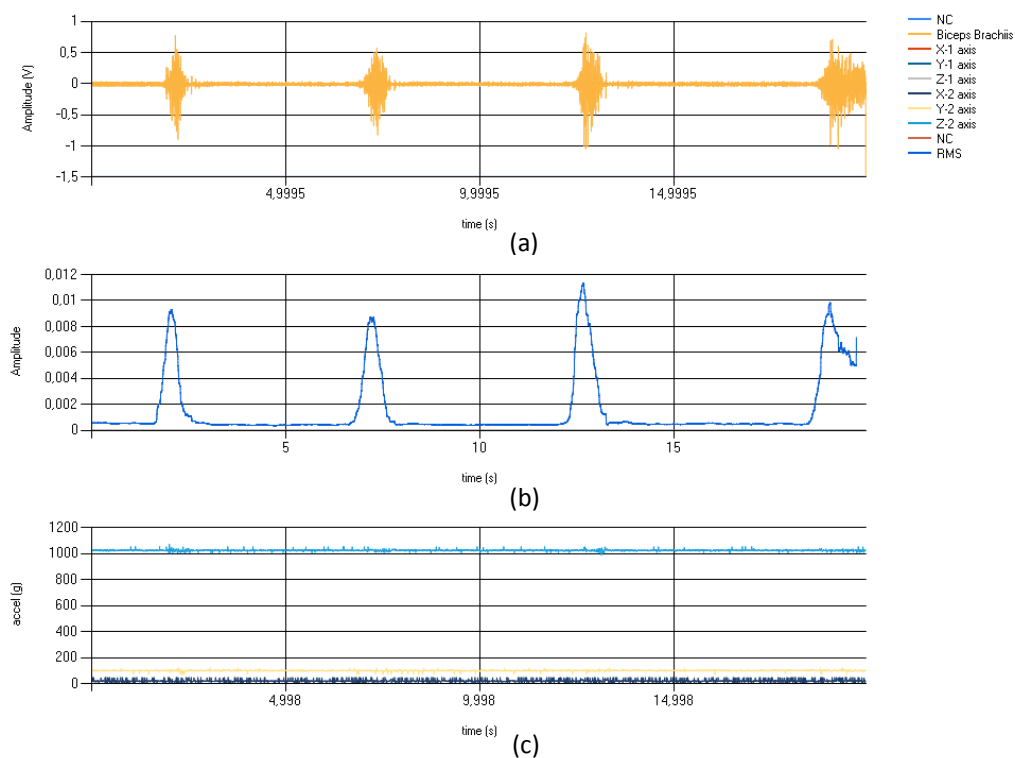 1
0,5
0
-0,5
-1
-1,5
Amplitude (V)
4,9995
9,9995
14,9995
time (s)
(a)
NC
Biceps Brachiis
X-1 axis
Y-1 axis
Z-1 axis
X-2 axis
Y-2 axis
Z-2 axis
NC
RMS
0,012
0,01
0,008
0,006
0,004
0,002
0
Amplitude
5
10
15
time (s)
(b)
1200
1000
800
600
400
200
0
accel (g)
4,998
9,998
14,998
time (s)
(c)